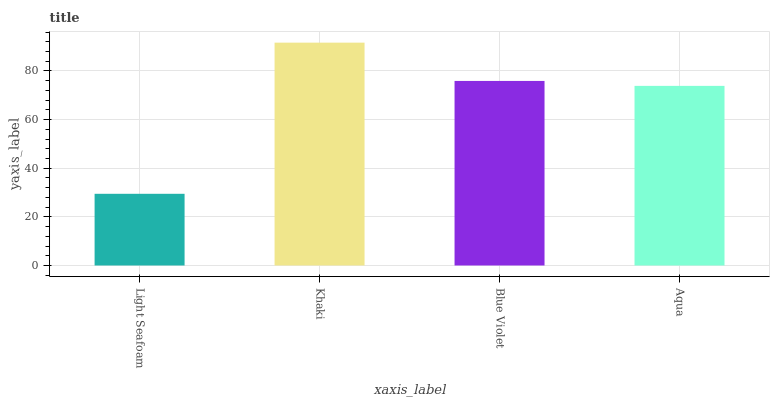 title
80
60
40
20
0
yaxis_label
Light Seafoam
Khaki
Blue Violet
Aqua
xaxis_label